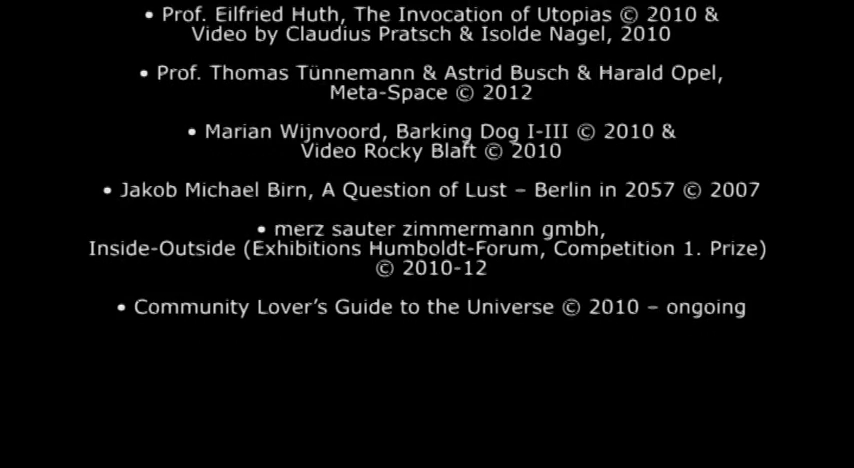 • Prof. Eilfried Huth, The Invocation of Utopias © 2010 &
Video by Claudius Pratsch & Isolde Nagel, 2010
• Prof. Thomas Tünnemann & Astrid Busch & Harald Opel,
Meta-Space © 2012
• Marian Wijnvoord, Barking Dog I-III © 2010 &
Video Rocky Blaft © 2010
• Jakob Michael Birn, A Question of Lust – Berlin in 2057 © 2007
• merz sauter zimmermann gmbh,
Inside-Outside (Exhibitions Humboldt-Forum, Competition 1. Prize)
© 2010-12
• Community Lover's Guide to the Universe © 2010 – ongoing